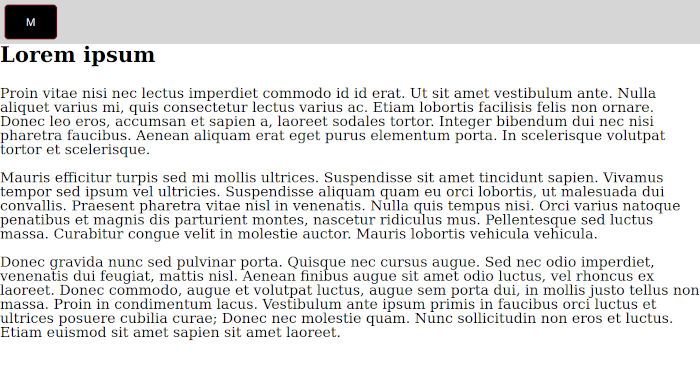 M
Lorem ipsum
Proin vitae nisi nec lectus imperdiet commodo id id erat. Ut sit amet vestibulum ante. Nulla
aliquet varius mi, quis consectetur lectus varius ac. Etiam lobortis facilisis felis non ornare.
Donec leo eros, accumsan et sapien a, laoreet sodales tortor. Integer bibendum dui nec nisi
pharetra faucibus. Aenean aliquam erat eget purus elementum porta. In scelerisque volutpat
tortor et scelerisque.
Mauris efficitur turpis sed mi mollis ultrices. Suspendisse sit amet tincidunt sapien. Vivamus
tempor sed ipsum vel ultricies. Suspendisse aliquam quam eu orci lobortis, ut malesuada dui
convallis. Praesent pharetra vitae nisl in venenatis. Nulla quis tempus nisi. Orci varius natoque
penatibus et magnis dis parturient montes, nascetur ridiculus mus. Pellentesque sed luctus
massa. Curabitur congue velit in molestie auctor. Mauris lobortis vehicula vehicula.
Donec gravida nunc sed pulvinar porta. Quisque nec cursus augue. Sed nec odio imperdiet,
venenatis dui feugiat, mattis nisl. Aenean finibus augue sit amet odio luctus, vel rhoncus ex
laoreet. Donec commodo, augue et volutpat luctus, augue sem porta dui, in mollis justo tellus non
massa. Proin in condimentum lacus. Vestibulum ante ipsum primis in faucibus orci luctus et
ultrices posuere cubilia curae; Donec nec molestie quam. Nunc sollicitudin non eros et luctus.
Etiam euismod sit amet sapien sit amet laoreet.